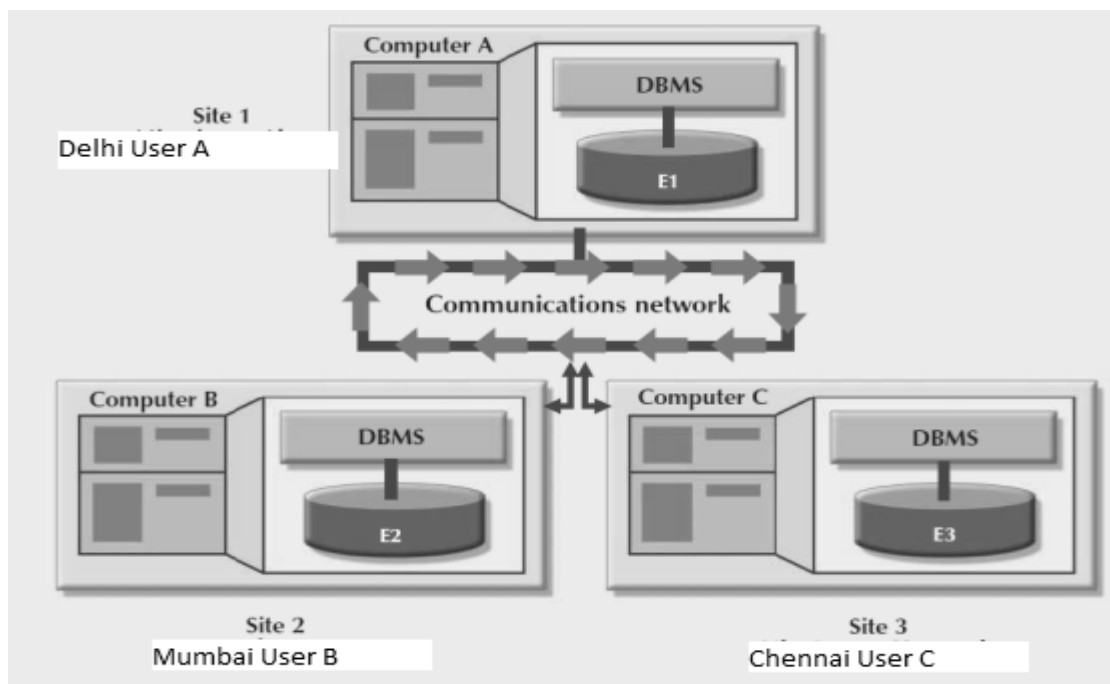 Computer A
DBMS
E1
Site 1
Delhi User A
Communications network
Computer B
DBMS
E2
Site 2
Mumbai User B
Computer C
DBMS
E3
Site 3
Chennai User C